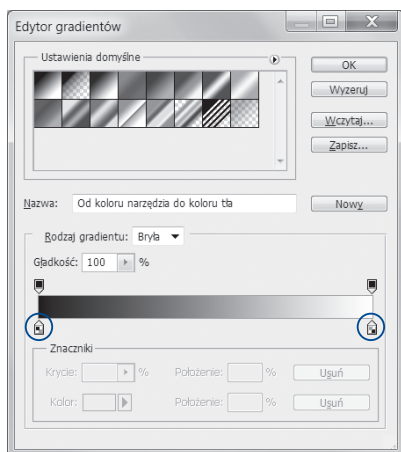 Edytor gradientów
Ustawienia domyślne
OK
Wyzeruj
Wczytaj...
Zapisz...
Nazwa: Od koloru narzędzia do koloru tła
Nowy
Rodzaj gradientu: Bryła
Gładkość: 100 %
Znaczniki
Krycie: % Położenie: % Usuń
Kolor: Położenie: % Usuń